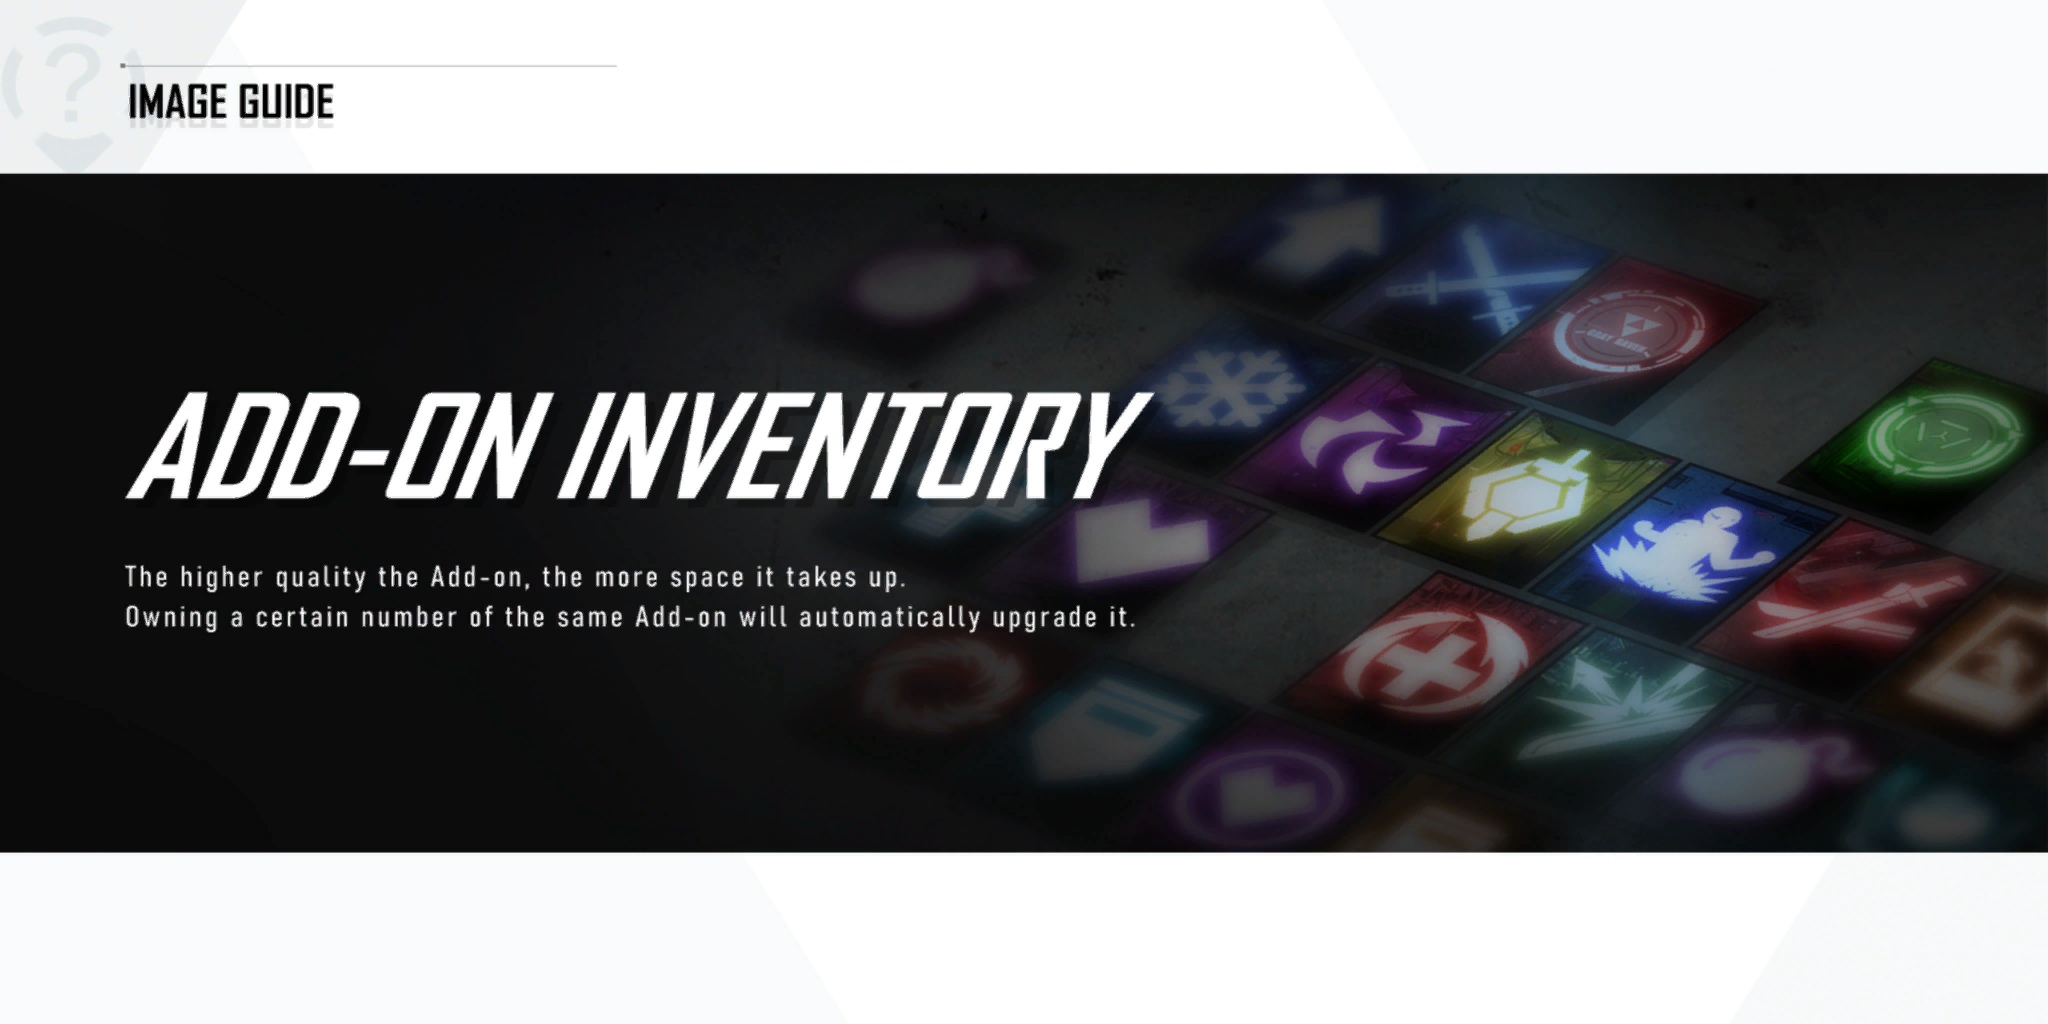 IMAGE GUIDE
ADD-ON INVENTORY
The higher quality the Add-on, the more space it takes up.
Owning a certain number of the same Add-on will automatically upgrade it.